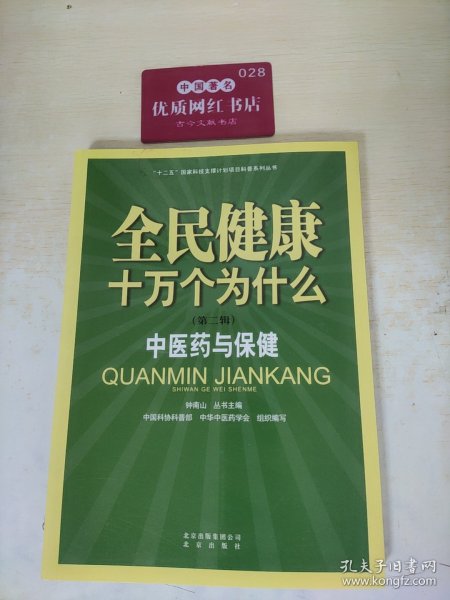 028
中国著名
优质网红书店
古今文献书店
“十二五”国家科技支撑计划项目科普系列丛书
全民健康
十万个为什么
(第二辑)
中医药与保健
QUANMIN JIANKANG
SHIWAN GE WEI SHENME
钟南山 丛书主编
中国科协科普部 中华中医药学会 组织编写
北京出版集团公司
北京出版社
孔夫子旧书网
www.kongfz.com